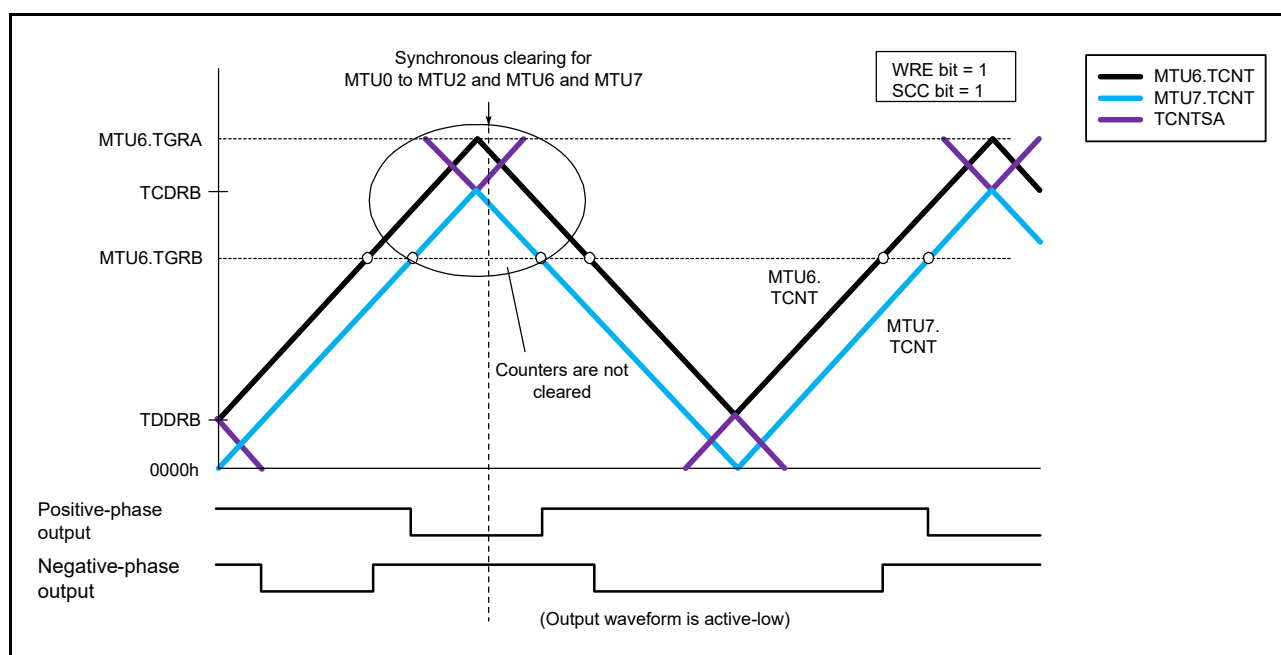 Synchronous clearing for
MTU0 to MTU2 and MTU6 and MTU7
WRE bit = 1
SCC bit = 1
MTU6.TCNT
MTU7.TCNT
TCNTSA
MTU6.TGRA
TCDRB
MTU6.TGRB
MTU6.
TCNT
MTU7.
TCNT
Counters are not
cleared
TDDRB
0000h
Positive-phase
output
Negative-phase
output
(Output waveform is active-low)